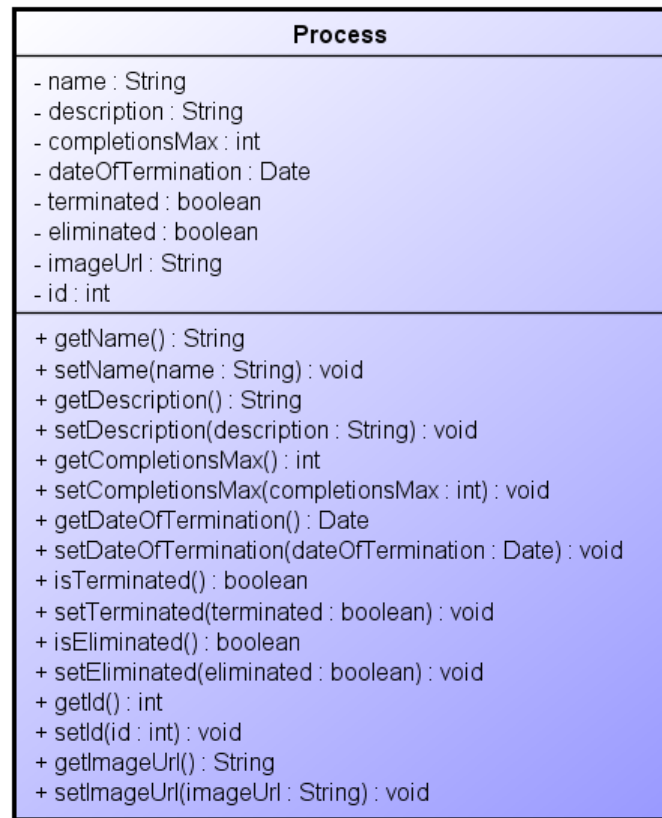 Process
- name : String
- description : String
- completionsMax : int
- dateOfTermination : Date
- terminated : boolean
- eliminated : boolean
- imageUrl : String
- id : int
+ getName() : String
+ setName(name : String) : void
+ getDescription() : String
+ setDescription(description : String) : void
+ getCompletionsMax() : int
+ setCompletionsMax(completionsMax : int) : void
+ getDateOfTermination() : Date
+ setDateOfTermination(dateOfTermination : Date) : void
+ isTerminated() : boolean
+ setTerminated(terminated : boolean) : void
+ isEliminated() : boolean
+ setEliminated(eliminated : boolean) : void
+ getId() : int
+ setId(id : int) : void
+ getImageUrl() : String
+ setImageUrl(imageUrl : String) : void